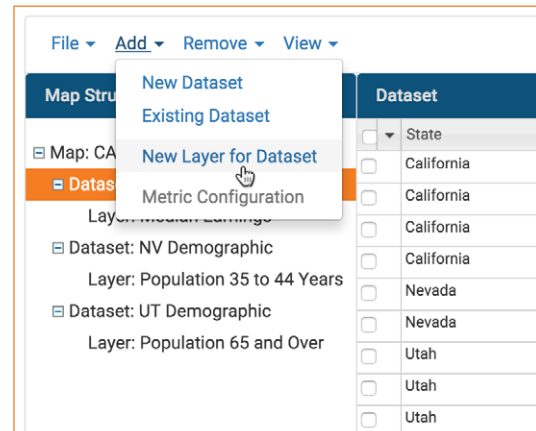 File Add Remove View
New Dataset
Existing Dataset
New Layer for Dataset
Metric Configuration
Map Stru
Map: CA
Layer: Median Earnings
Dataset: NV Demographic
Layer: Population 35 to 44 Years
Dataset: UT Demographic
Layer: Population 65 and Over
Dataset
State
California
California
California
California
Nevada
Nevada
Utah
Utah
Utah